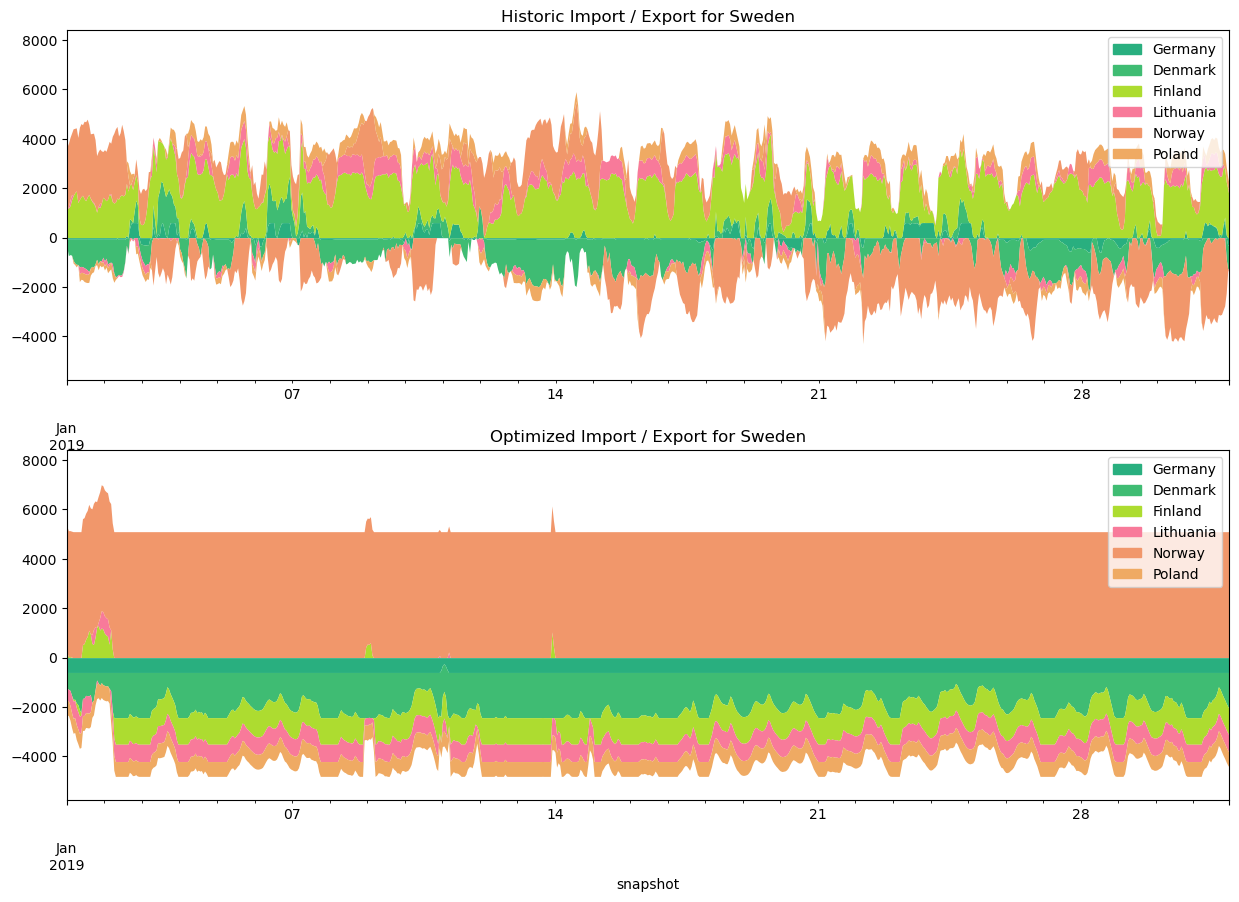 Historic Import / Export for Sweden
8000
6000
4000
2000
0
−2000
−4000
Germany
Denmark
Finland
Lithuania
Norway
Poland
07
14
21
28
Jan
2019
Optimized Import / Export for Sweden
8000
6000
4000
2000
0
−2000
−4000
Germany
Denmark
Finland
Lithuania
Norway
Poland
07
14
21
28
Jan
2019
snapshot